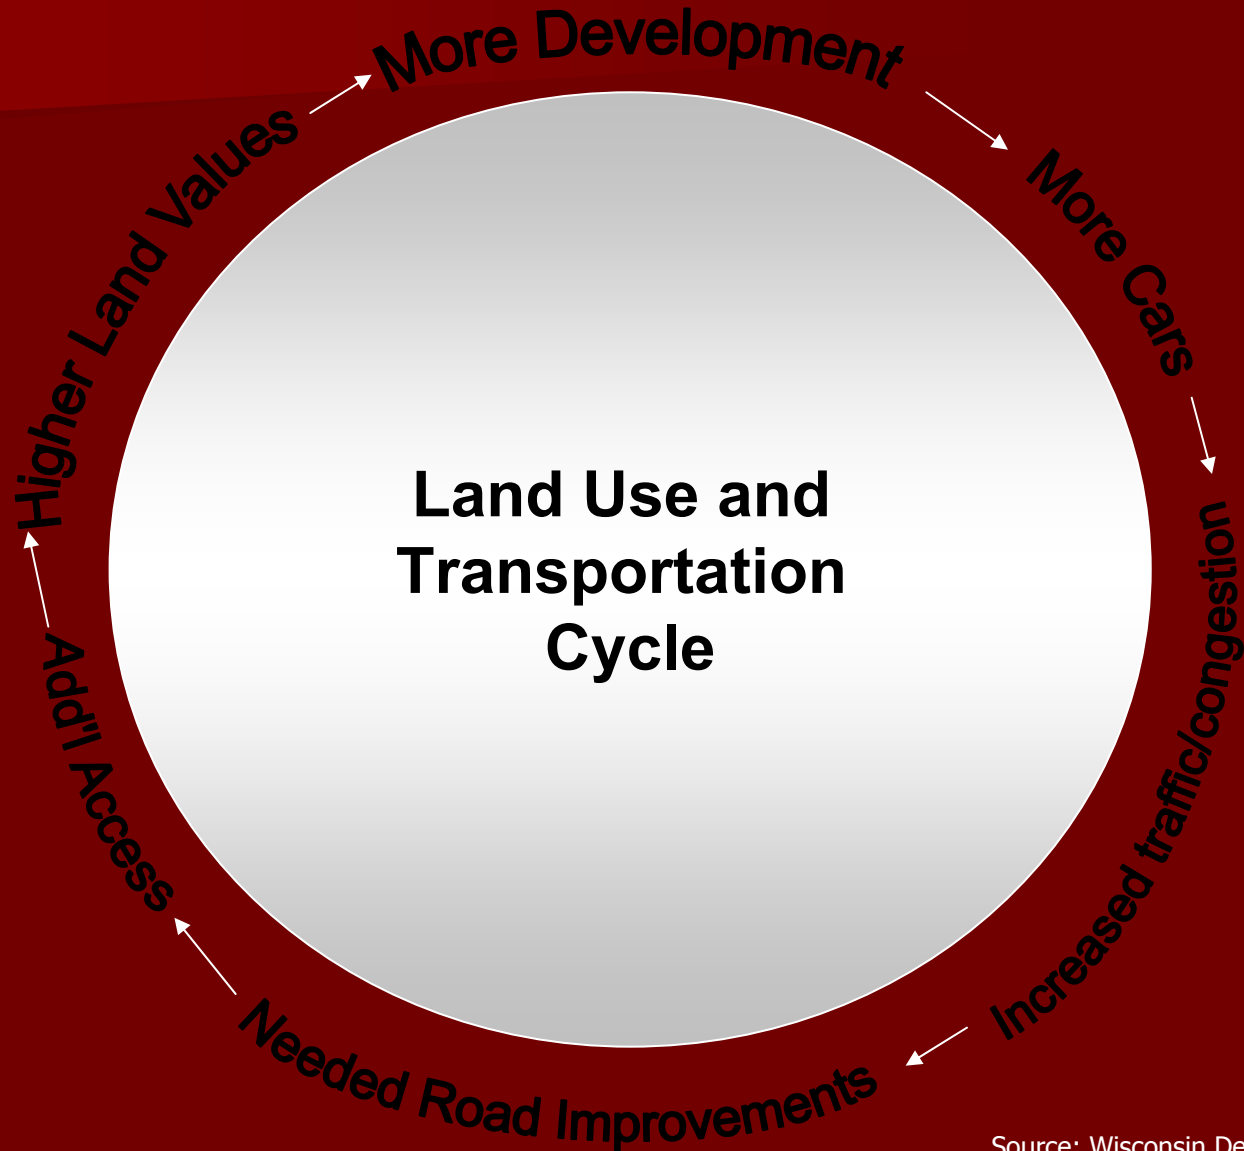 More Development
More Cars
Increased traffic/congestion
Needed Road Improvements
Add'l Access
Higher Land Values
Land Use and
Transportation
Cycle
Source: Wisconsin